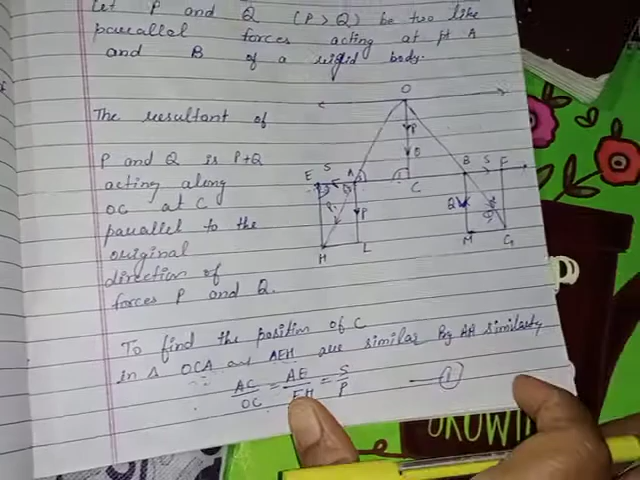 Let P and Q (P > Q) be two like
parallel forces acting at pt A
and B of a rigid body.
The resultant of
P and Q is P+Q
acting along
OC at C
parallel to the
original
direction of
forces P and Q.
O
P
Q
E S A
C
B S F
P
Q
H L
M G
To find the position of C
in Δ OCA and AEH are similar By AA similarity
AC/OC = AE/EH = S/P —①